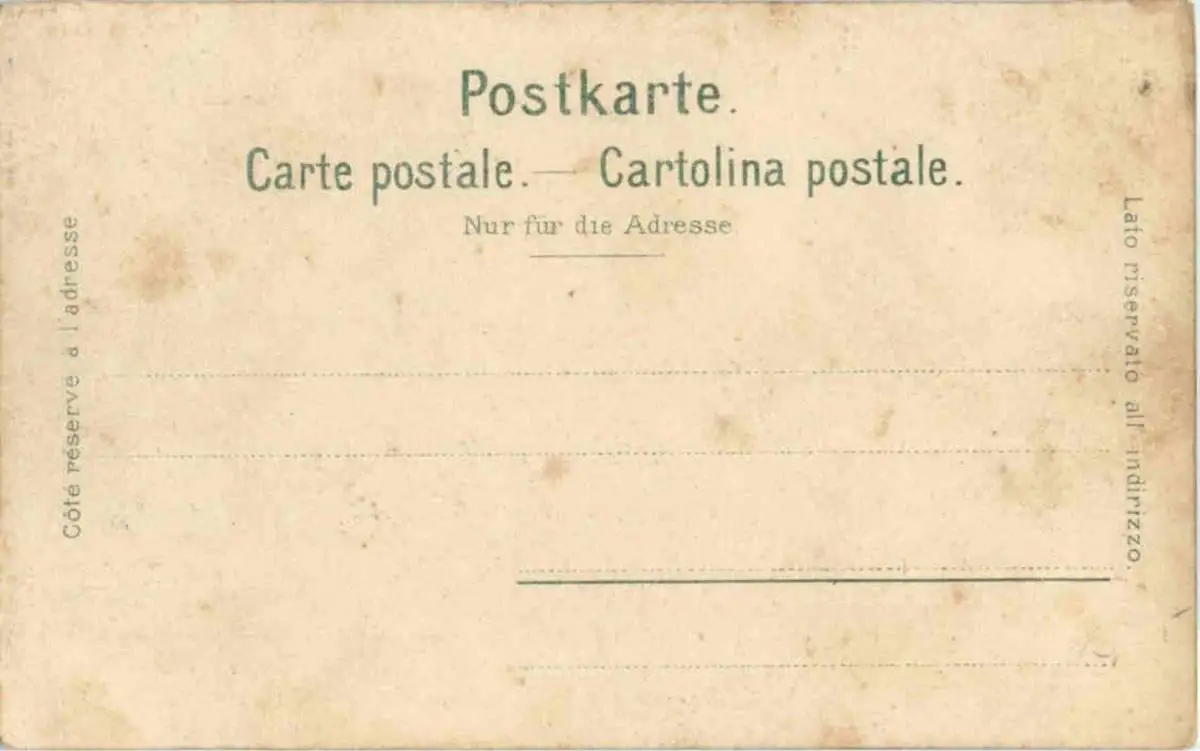 Postkarte.
Carte postale. — Cartolina postale.
Nur für die Adresse
Côté réservé à l'adresse
Lato riservato all' indirizzo.